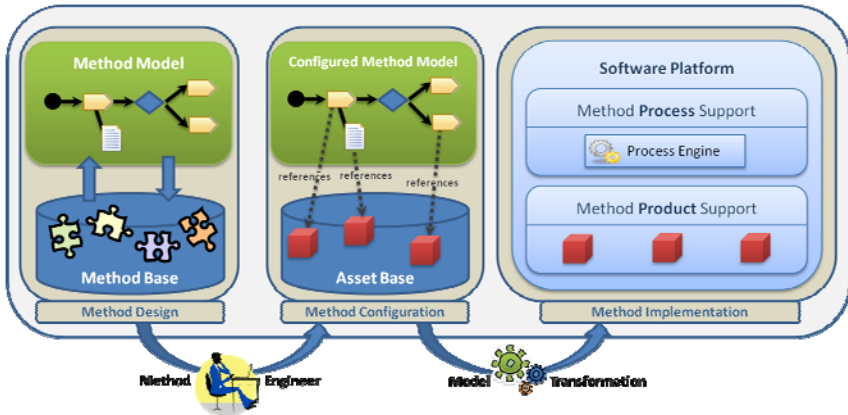 Method Model
Configured Method Model
Software Platform
Method Process Support
Process Engine
references
references
references
Method Product Support
Method Base
Asset Base
Method Design
Method Configuration
Method Implementation
Method Engineer
Model Transformation